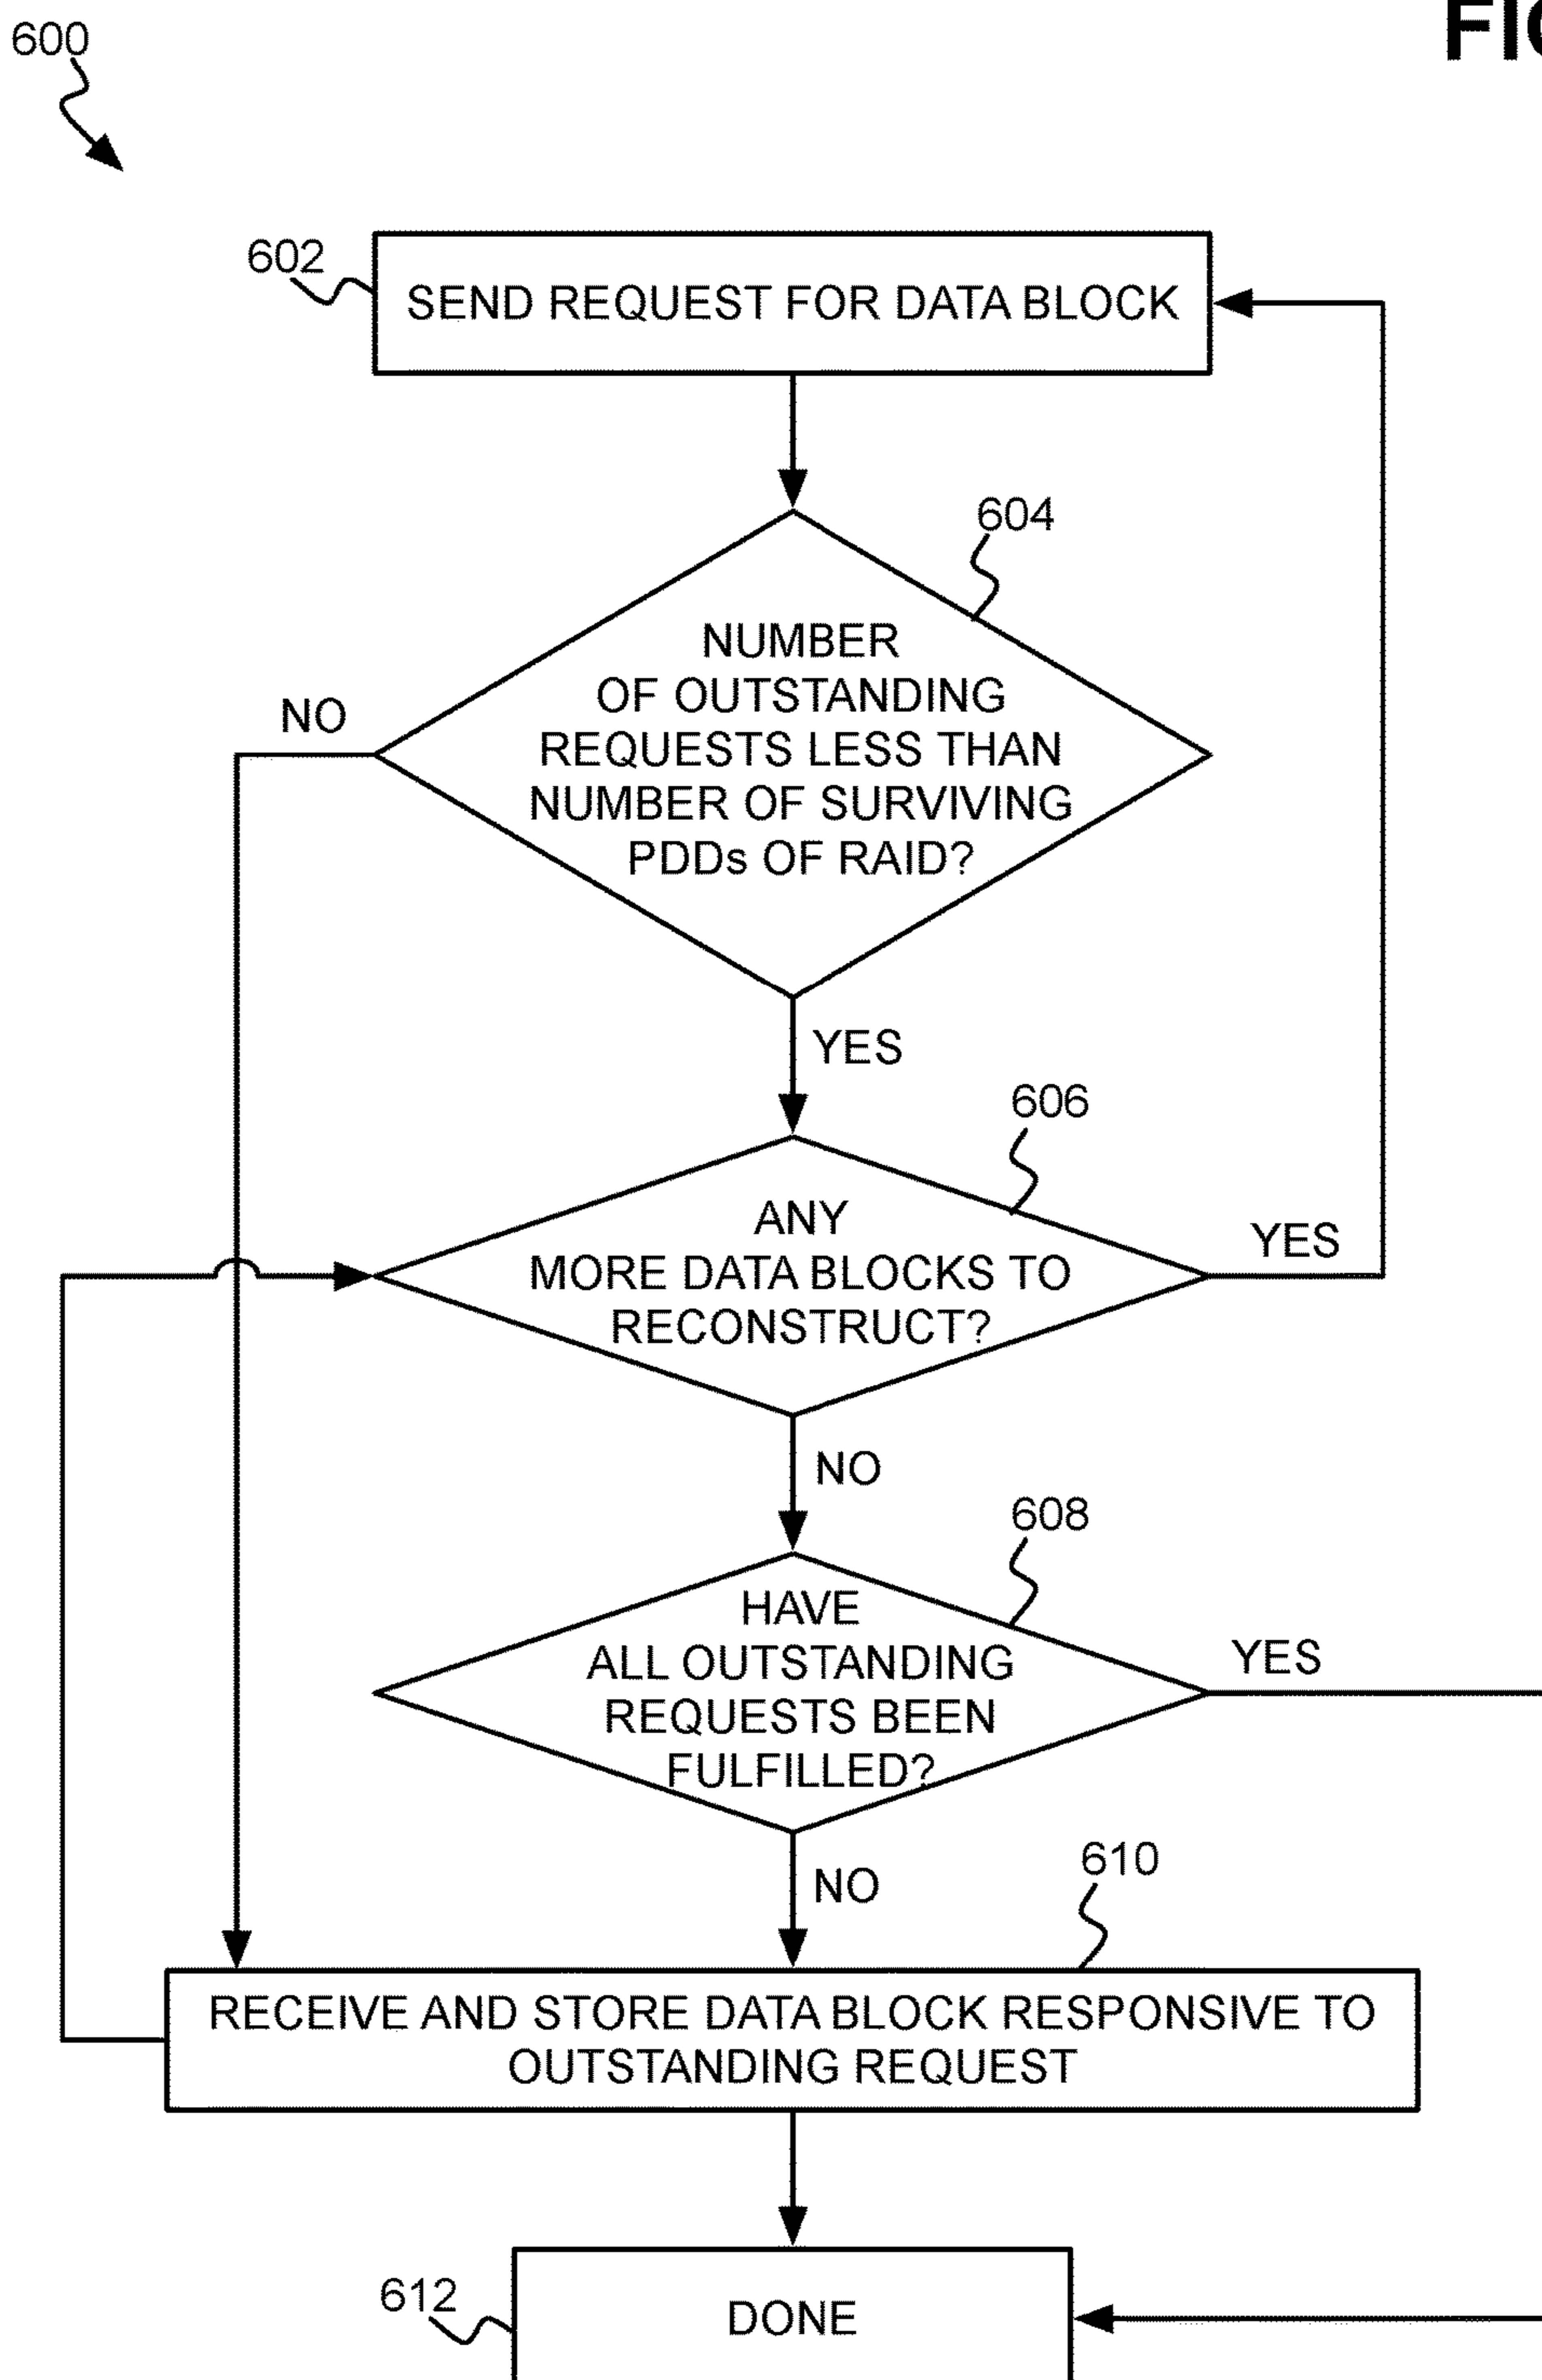 FIG
600
602
SEND REQUEST FOR DATA BLOCK
604
NUMBER
OF OUTSTANDING
REQUESTS LESS THAN
NUMBER OF SURVIVING
PDDs OF RAID?
NO
YES
606
ANY
MORE DATA BLOCKS TO
RECONSTRUCT?
YES
NO
608
HAVE
ALL OUTSTANDING
REQUESTS BEEN
FULFILLED?
YES
NO
610
RECEIVE AND STORE DATA BLOCK RESPONSIVE TO
OUTSTANDING REQUEST
612
DONE